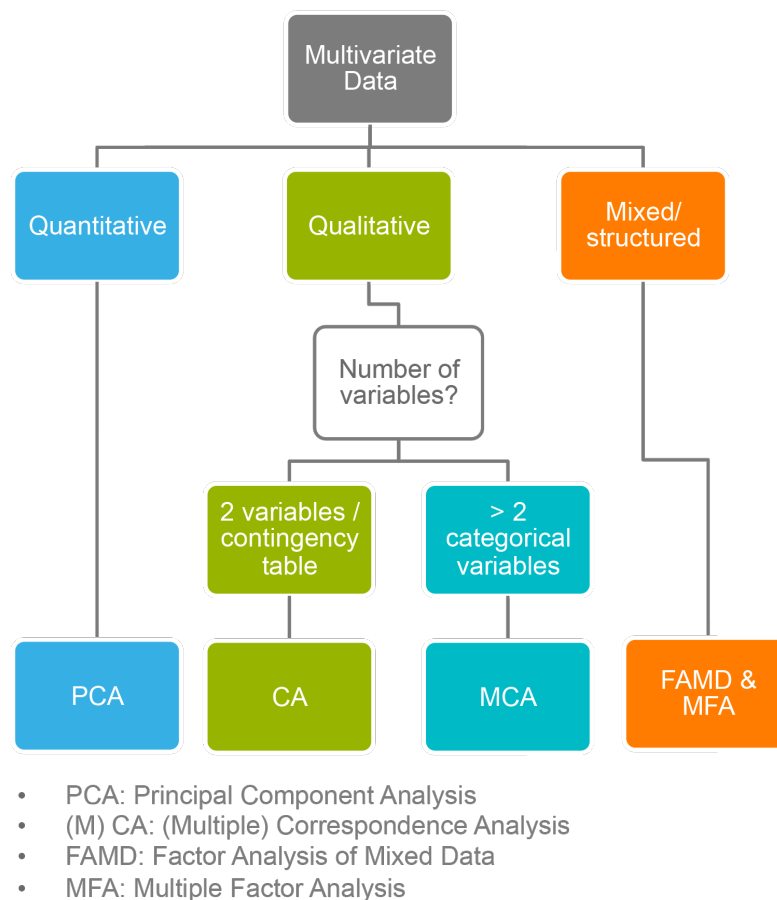 Multivariate
Data
Quantitative
Qualitative
Mixed/
structured
Number of
variables?
2 variables /
contingency
table
> 2
categorical
variables
PCA
CA
MCA
FAMD &
MFA
• PCA: Principal Component Analysis
• (M) CA: (Multiple) Correspondence Analysis
• FAMD: Factor Analysis of Mixed Data
• MFA: Multiple Factor Analysis